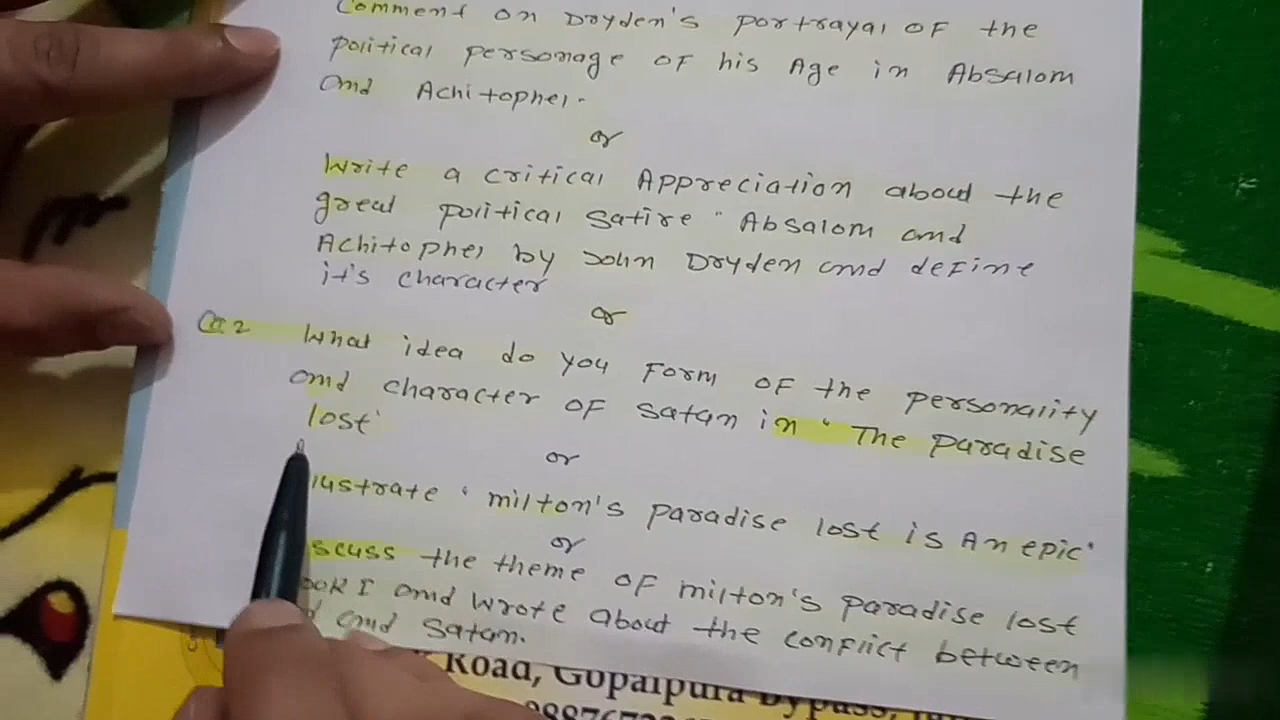 Comment on Dryden's portrayal of the
political personage of his Age in Absalom
and Achitophel.
or
Write a critical Appreciation about the
great political satire "Absalom and
Achitophel by John Dryden and define
it's character
or
What idea do you form of the personality
and character of Satan in "The Paradise
lost'
or
lustrate 'milton's paradise lost is An epic'
or
scuss the theme of milton's paradise lost
ook I and wrote about the conflict between
and satan.
Road, Gopalpura Bypass,